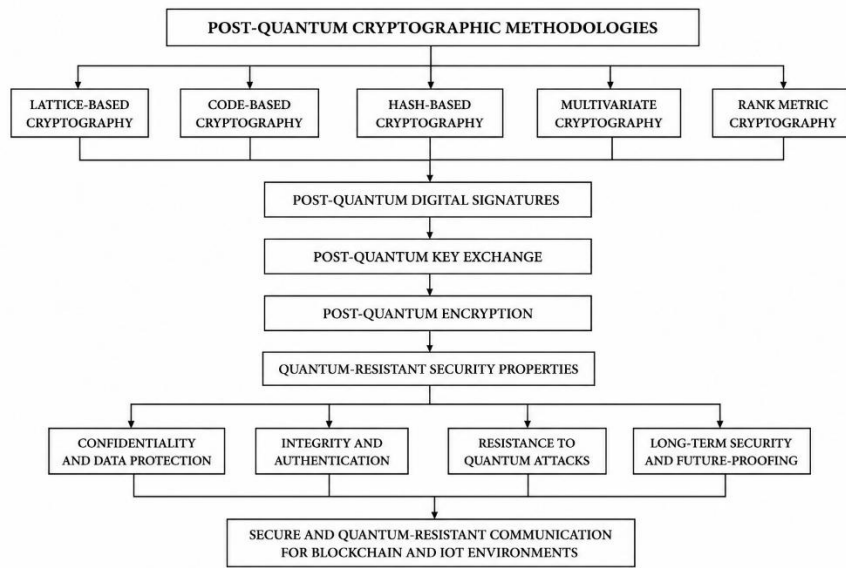 POST-QUANTUM CRYPTOGRAPHIC METHODOLOGIES
LATTICE-BASED
CRYPTOGRAPHY
CODE-BASED
CRYPTOGRAPHY
HASH-BASED
CRYPTOGRAPHY
MULTIVARIATE
CRYPTOGRAPHY
RANK METRIC
CRYPTOGRAPHY
POST-QUANTUM DIGITAL SIGNATURES
POST-QUANTUM KEY EXCHANGE
POST-QUANTUM ENCRYPTION
QUANTUM-RESISTANT SECURITY PROPERTIES
CONFIDENTIALITY
AND DATA PROTECTION
INTEGRITY AND
AUTHENTICATION
RESISTANCE TO
QUANTUM ATTACKS
LONG-TERM SECURITY
AND FUTURE-PROOFING
SECURE AND QUANTUM-RESISTANT COMMUNICATION
FOR BLOCKCHAIN AND IOT ENVIRONMENTS